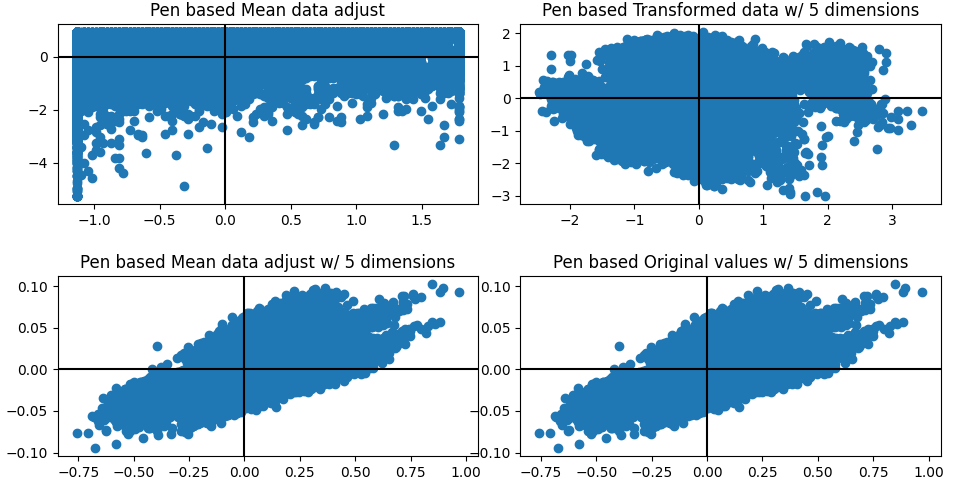 Pen based Mean data adjust
0
−2
−4
−1.0 −0.5 0.0 0.5 1.0 1.5
Pen based Transformed data w/ 5 dimensions
2
1
0
−1
−2
−3
−2 −1 0 1 2 3
Pen based Mean data adjust w/ 5 dimensions
0.10
0.05
0.00
−0.05
−0.10
−0.75 −0.50 −0.25 0.00 0.25 0.50 0.75 1.00
Pen based Original values w/ 5 dimensions
0.10
0.05
0.00
−0.05
−0.10
−0.75 −0.50 −0.25 0.00 0.25 0.50 0.75 1.00